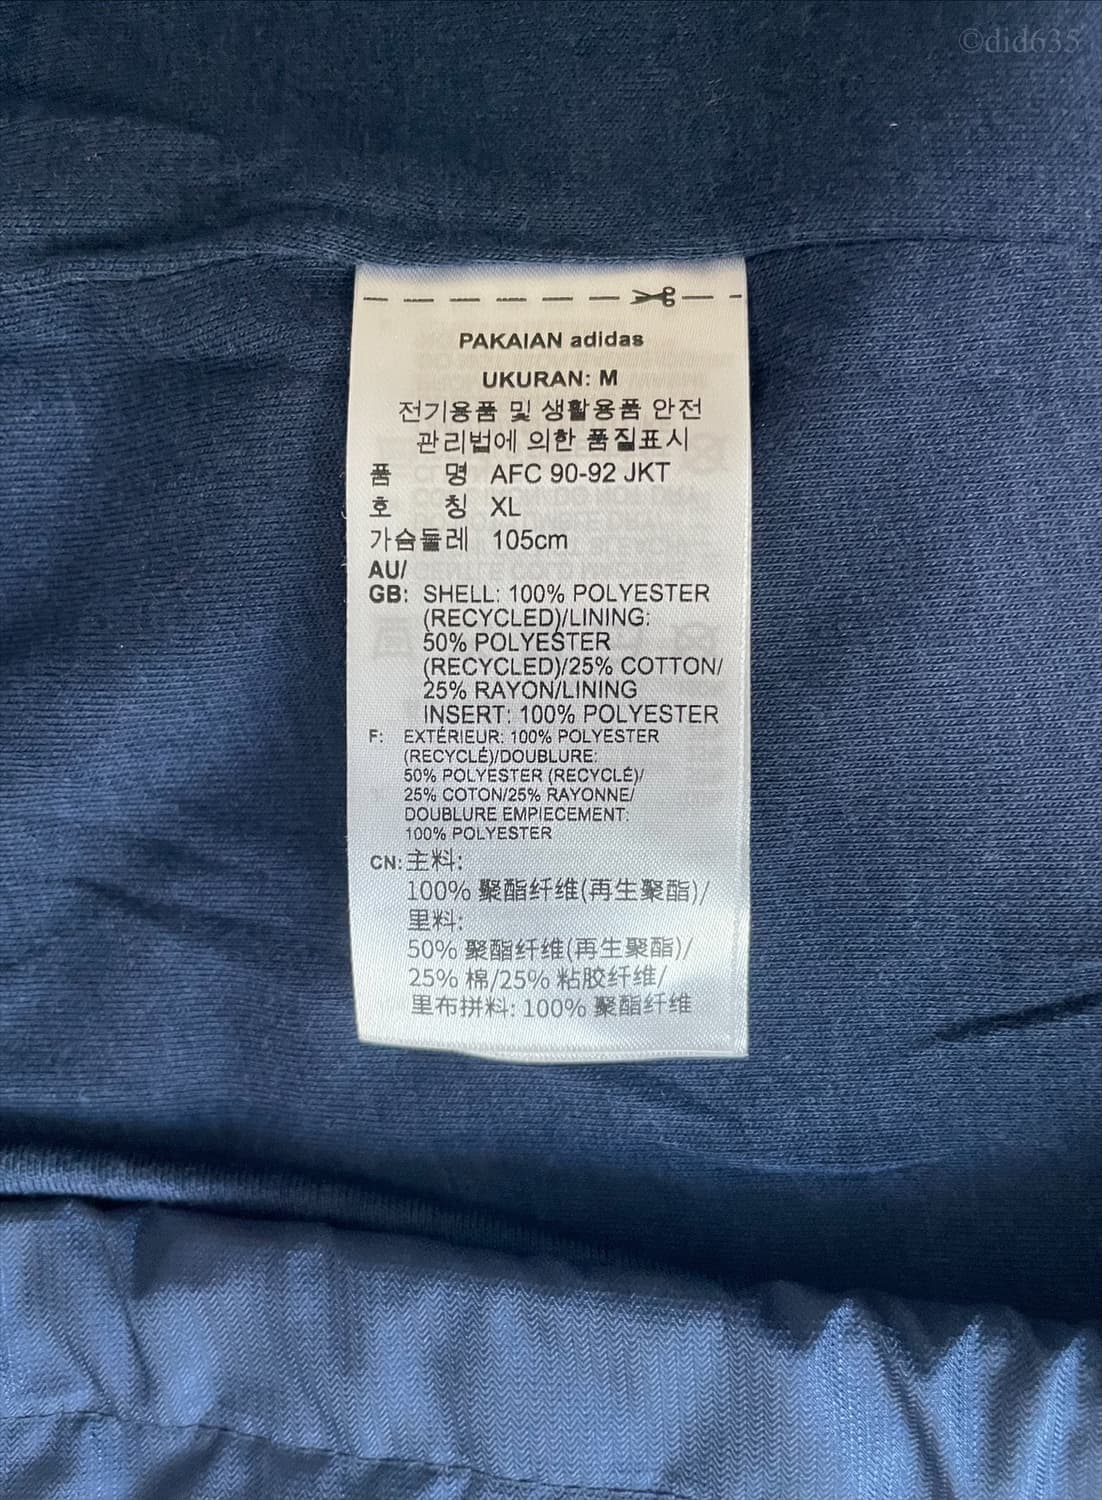 ©did635
PAKAIAN adidas
UKURAN: M
전기용품 및 생활용품 안전
관리법에 의한 품질표시
품 명 AFC 90-92 JKT
호 칭 XL
가슴둘레 105cm
AU/
GB: SHELL: 100% POLYESTER
(RECYCLED)/LINING:
50% POLYESTER
(RECYCLED)/25% COTTON/
25% RAYON/LINING
INSERT: 100% POLYESTER
F: EXTÉRIEUR: 100% POLYESTER
(RECYCLÉ)/DOUBLURE:
50% POLYESTER (RECYCLÉ)/
25% COTON/25% RAYONNE/
DOUBLURE EMPIECEMENT:
100% POLYESTER
CN: 主料:
100% 聚酯纤维(再生聚酯)/
里料:
50% 聚酯纤维(再生聚酯)/
25% 棉/25% 粘胶纤维/
里布拼料: 100% 聚酯纤维